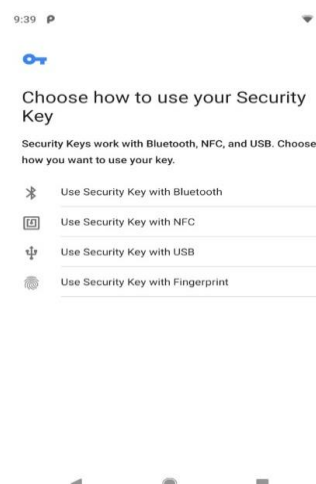 9:39
Choose how to use your Security
Key
Security Keys work with Bluetooth, NFC, and USB. Choose
how you want to use your key.
Use Security Key with Bluetooth
Use Security Key with NFC
Use Security Key with USB
Use Security Key with Fingerprint